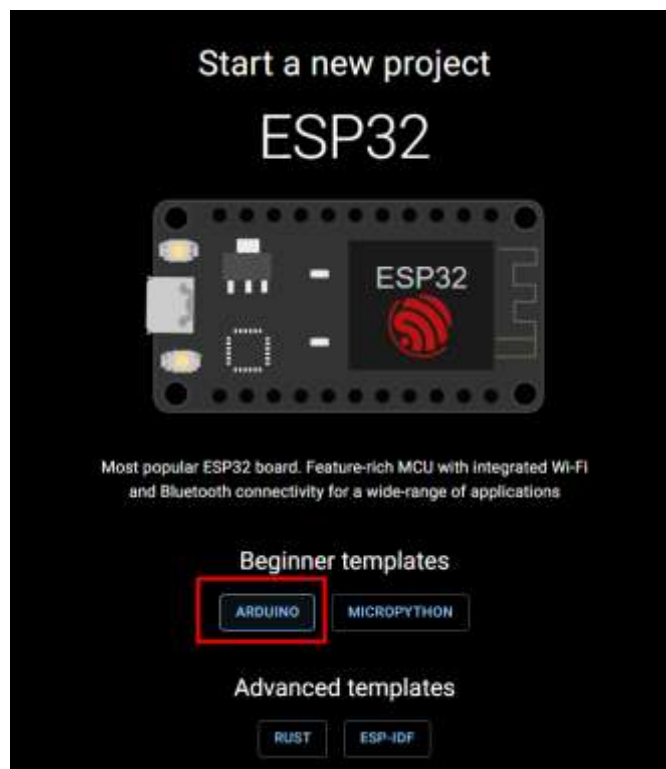 Start a new project
ESP32
ESP32
Most popular ESP32 board. Feature-rich MCU with integrated Wi-Fi
and Bluetooth connectivity for a wide-range of applications
Beginner templates
ARDUINO MICROPYTHON
Advanced templates
RUST ESP-IDF